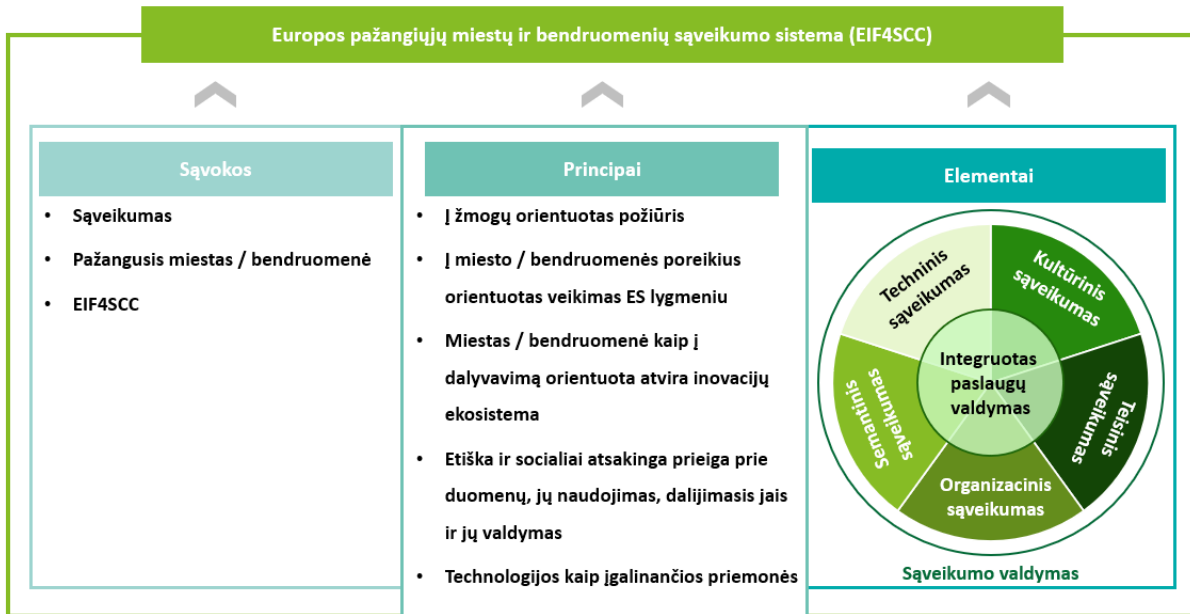 Europos pažangiųjų miestų ir bendruomenių sąveikumo sistema (EIF4SCC)
Sąvokos
• Sąveikumas
• Pažangusis miestas / bendruomenė
• EIF4SCC
Principai
• Į žmogų orientuotas požiūris
• Į miesto / bendruomenės poreikius
orientuotas veikimas ES lygmeniu
• Miestas / bendruomenė kaip į
dalyvavimą orientuota atvira inovacijų
ekosistema
• Etiška ir socialiai atsakinga prieiga prie
duomenų, jų naudojimas, dalijimasis jais
ir jų valdymas
• Technologijos kaip įgalinančios priemonės
Elementai
Techninis
sąveikumas
Kultūrinis
sąveikumas
Teisinis
sąveikumas
Organizacinis
sąveikumas
Semantinis
sąveikumas
Integruotas
paslaugų
valdymas
Sąveikumo valdymas